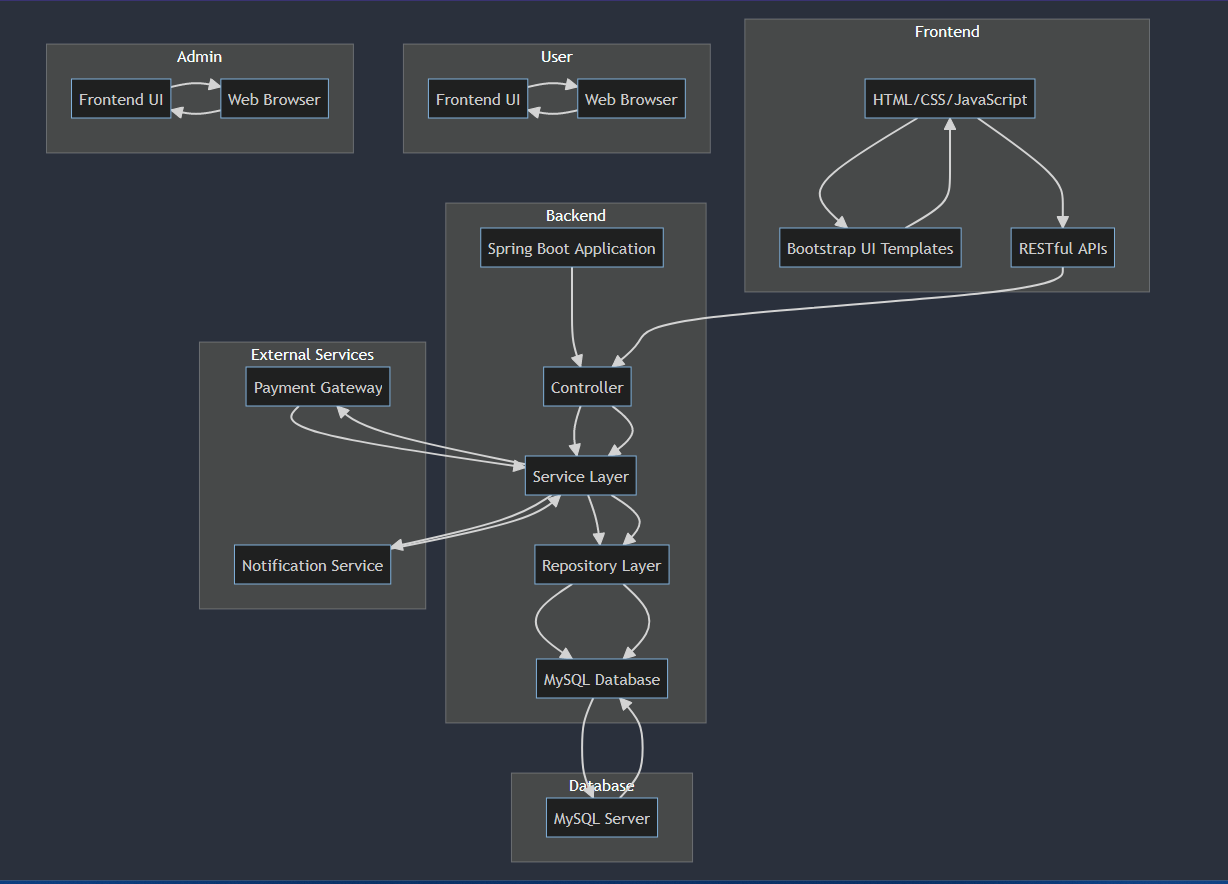 Admin
Frontend UI
Web Browser
User
Frontend UI
Web Browser
Frontend
HTML/CSS/JavaScript
Bootstrap UI Templates
RESTful APIs
Backend
Spring Boot Application
Controller
Service Layer
Repository Layer
MySQL Database
External Services
Payment Gateway
Notification Service
Database
MySQL Server